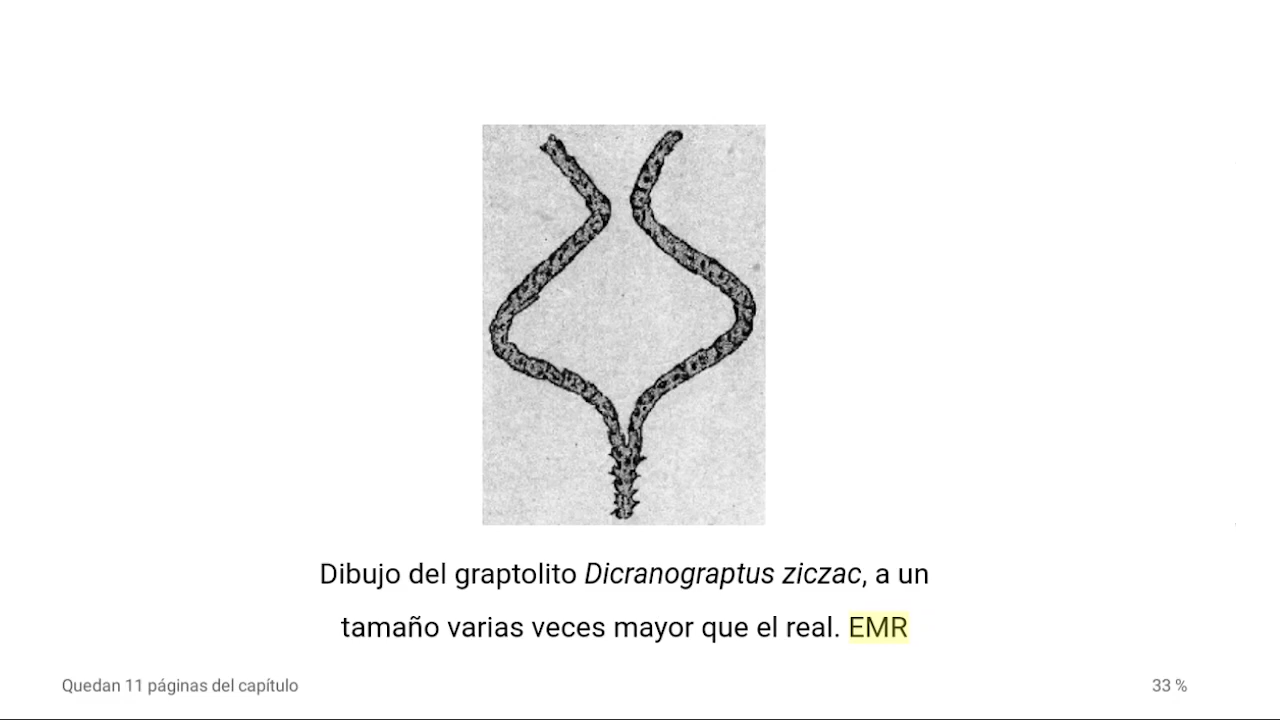 Dibujo del graptolito Dicranograptus ziczac, a un
tamaño varias veces mayor que el real. EMR
Quedan 11 páginas del capítulo
33 %